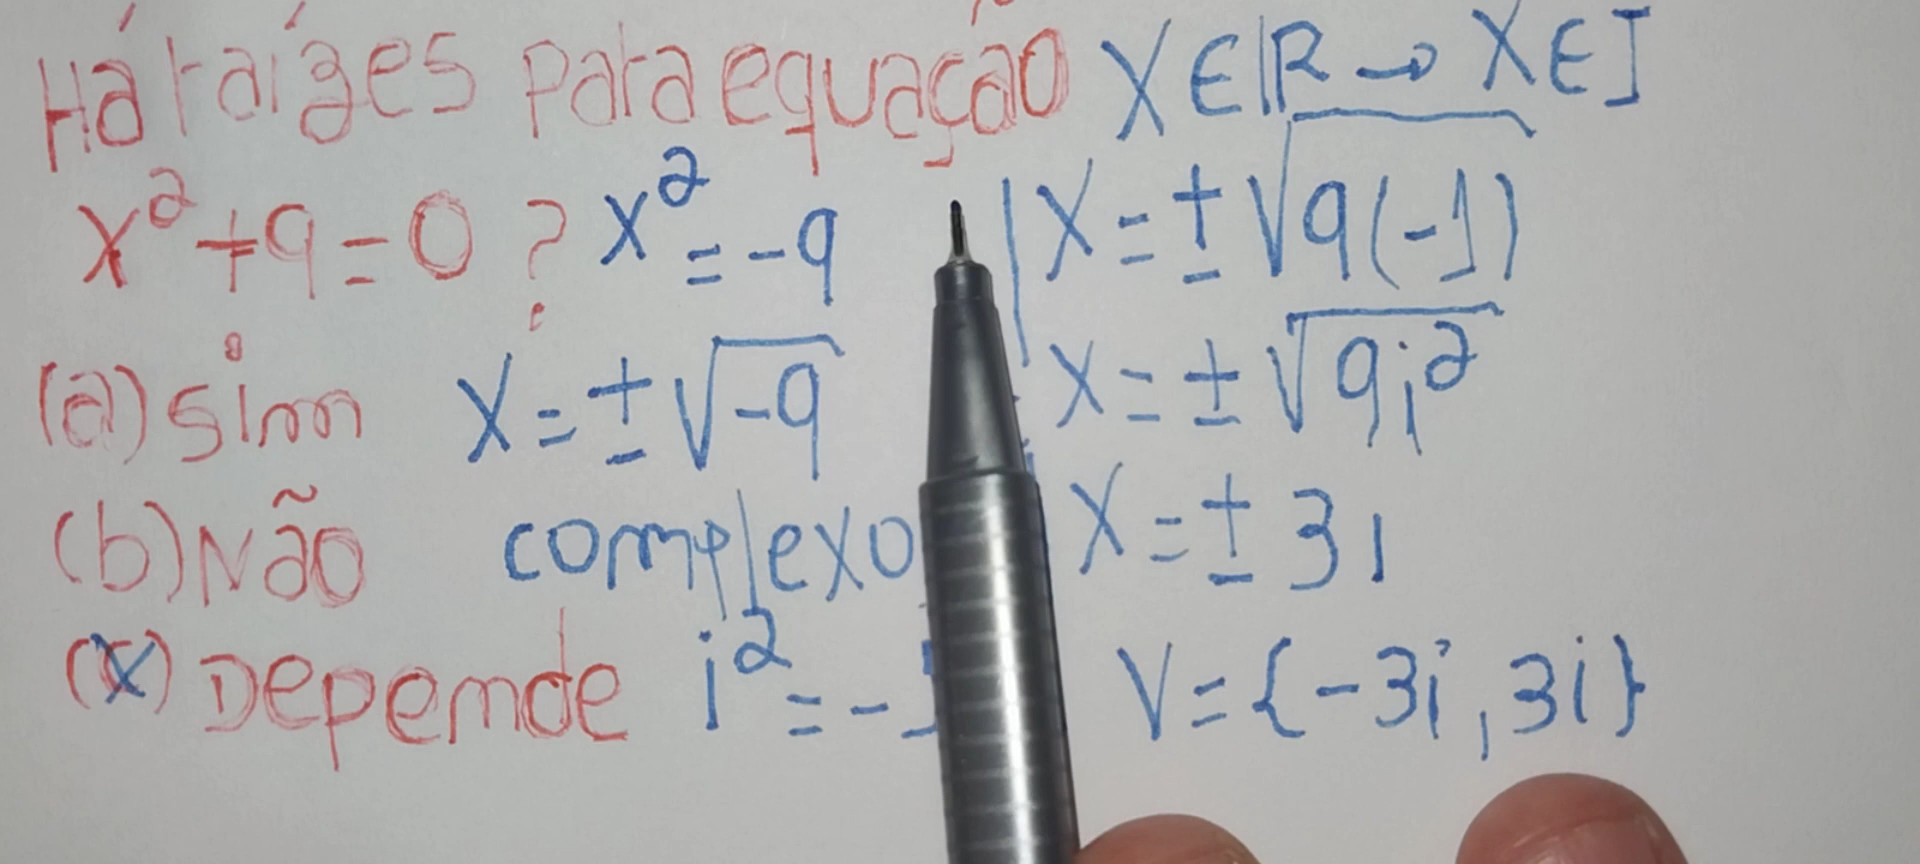 Há raízes para equação X∈ℝ → X∈I
x²+9=0 ? x²=-9
X=±√9(-1)
(a) Sim X=±√-9
X=±√9i²
(b) Não complexo
X=±3i
(X) Depende i²=-1
V={-3i,3i}